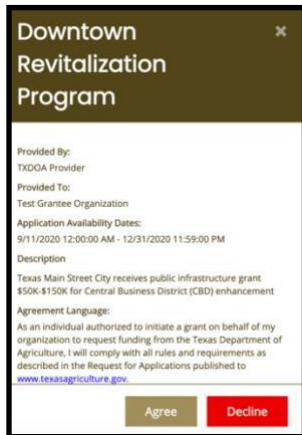 Downtown ×
Revitalization
Program
Provided By:
TXDOA Provider
Provided To:
Test Grantee Organization
Application Availability Dates:
9/11/2020 12:00:00 AM - 12/31/2020 11:59:00 PM
Description
Texas Main Street City receives public infrastructure grant
$50K-$150K for Central Business District (CBD) enhancement
Agreement Language:
As an individual authorized to initiate a grant on behalf of my
organization to request funding from the Texas Department of
Agriculture, I will comply with all rules and requirements as
described in the Request for Applications published to
www.texasagriculture.gov.
Agree Decline